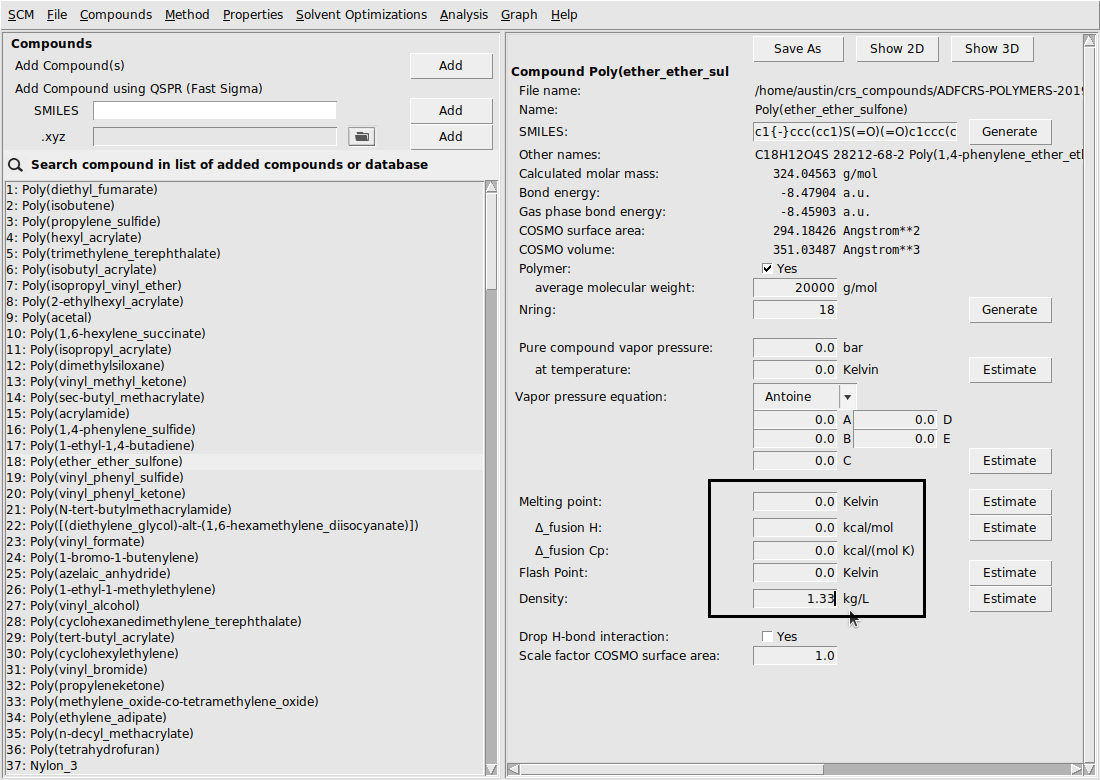 SCM File Compounds Method Properties Solvent Optimizations Analysis Graph Help
Compounds
Add Compound(s) Add
Add Compound using QSPR (Fast Sigma)
SMILES Add
.xyz Add
Search compound in list of added compounds or database
1: Poly(diethyl_fumarate)
2: Poly(isobutene)
3: Poly(propylene_sulfide)
4: Poly(hexyl_acrylate)
5: Poly(trimethylene_terephthalate)
6: Poly(isobutyl_acrylate)
7: Poly(isopropyl_vinyl_ether)
8: Poly(2-ethylhexyl_acrylate)
9: Poly(acetal)
10: Poly(1,6-hexylene_succinate)
11: Poly(isopropyl_acrylate)
12: Poly(dimethylsiloxane)
13: Poly(vinyl_methyl_ketone)
14: Poly(sec-butyl_methacrylate)
15: Poly(acrylamide)
16: Poly(1,4-phenylene_sulfide)
17: Poly(1-ethyl-1,4-butadiene)
18: Poly(ether_ether_sulfone)
19: Poly(vinyl_phenyl_sulfide)
20: Poly(vinyl_phenyl_ketone)
21: Poly(N-tert-butylmethacrylamide)
22: Poly([(diethylene_glycol)-alt-(1,6-hexamethylene_diisocyanate)])
23: Poly(vinyl_formate)
24: Poly(1-bromo-1-butenylene)
25: Poly(azelaic_anhydride)
26: Poly(1-ethyl-1-methylethylene)
27: Poly(vinyl_alcohol)
28: Poly(cyclohexanedimethylene_terephthalate)
29: Poly(tert-butyl_acrylate)
30: Poly(cyclohexylethylene)
31: Poly(vinyl_bromide)
32: Poly(propyleneketone)
33: Poly(methylene_oxide-co-tetramethylene_oxide)
34: Poly(ethylene_adipate)
35: Poly(n-decyl_methacrylate)
36: Poly(tetrahydrofuran)
37: Nylon_3
Save As Show 2D Show 3D
Compound Poly(ether_ether_sul
File name: /home/austin/crs_compounds/ADFCRS-POLYMERS-2019
Name: Poly(ether_ether_sulfone)
SMILES: c1{-}ccc(cc1)S(=O)(=O)c1ccc(c Generate
Other names: C18H12O4S 28212-68-2 Poly(1,4-phenylene_ether_et
Calculated molar mass: 324.04563 g/mol
Bond energy: -8.47904 a.u.
Gas phase bond energy: -8.45903 a.u.
COSMO surface area: 294.18426 Angstrom**2
COSMO volume: 351.03487 Angstrom**3
Polymer: Yes
average molecular weight: 20000 g/mol
Nring: 18 Generate
Pure compound vapor pressure: 0.0 bar
at temperature: 0.0 Kelvin Estimate
Vapor pressure equation: Antoine
0.0 A 0.0 D
0.0 B 0.0 E
0.0 C Estimate
Melting point: 0.0 Kelvin Estimate
Δ_fusion H: 0.0 kcal/mol Estimate
Δ_fusion Cp: 0.0 kcal/(mol K)
Flash Point: 0.0 Kelvin Estimate
Density: 1.33 kg/L Estimate
Drop H-bond interaction: Yes
Scale factor COSMO surface area: 1.0